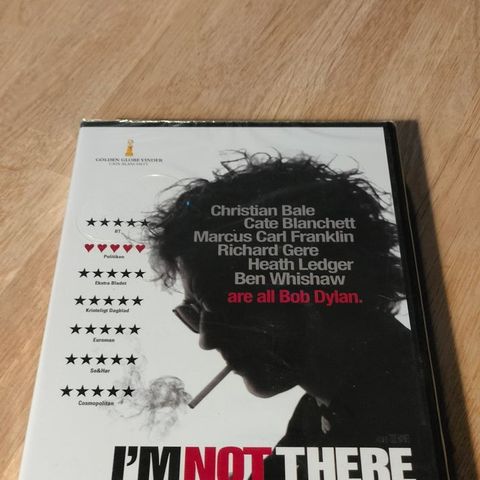 GOLDEN GLOBE VINDER
CATE BLANCHETT
BT
Politiken
Ekstra Bladet
Kristeligt Dagblad
Euroman
Se&Hør
Cosmopolitan
Christian Bale
Cate Blanchett
Marcus Carl Franklin
Richard Gere
Heath Ledger
Ben Whishaw
are all Bob Dylan.
I'M NOT THERE